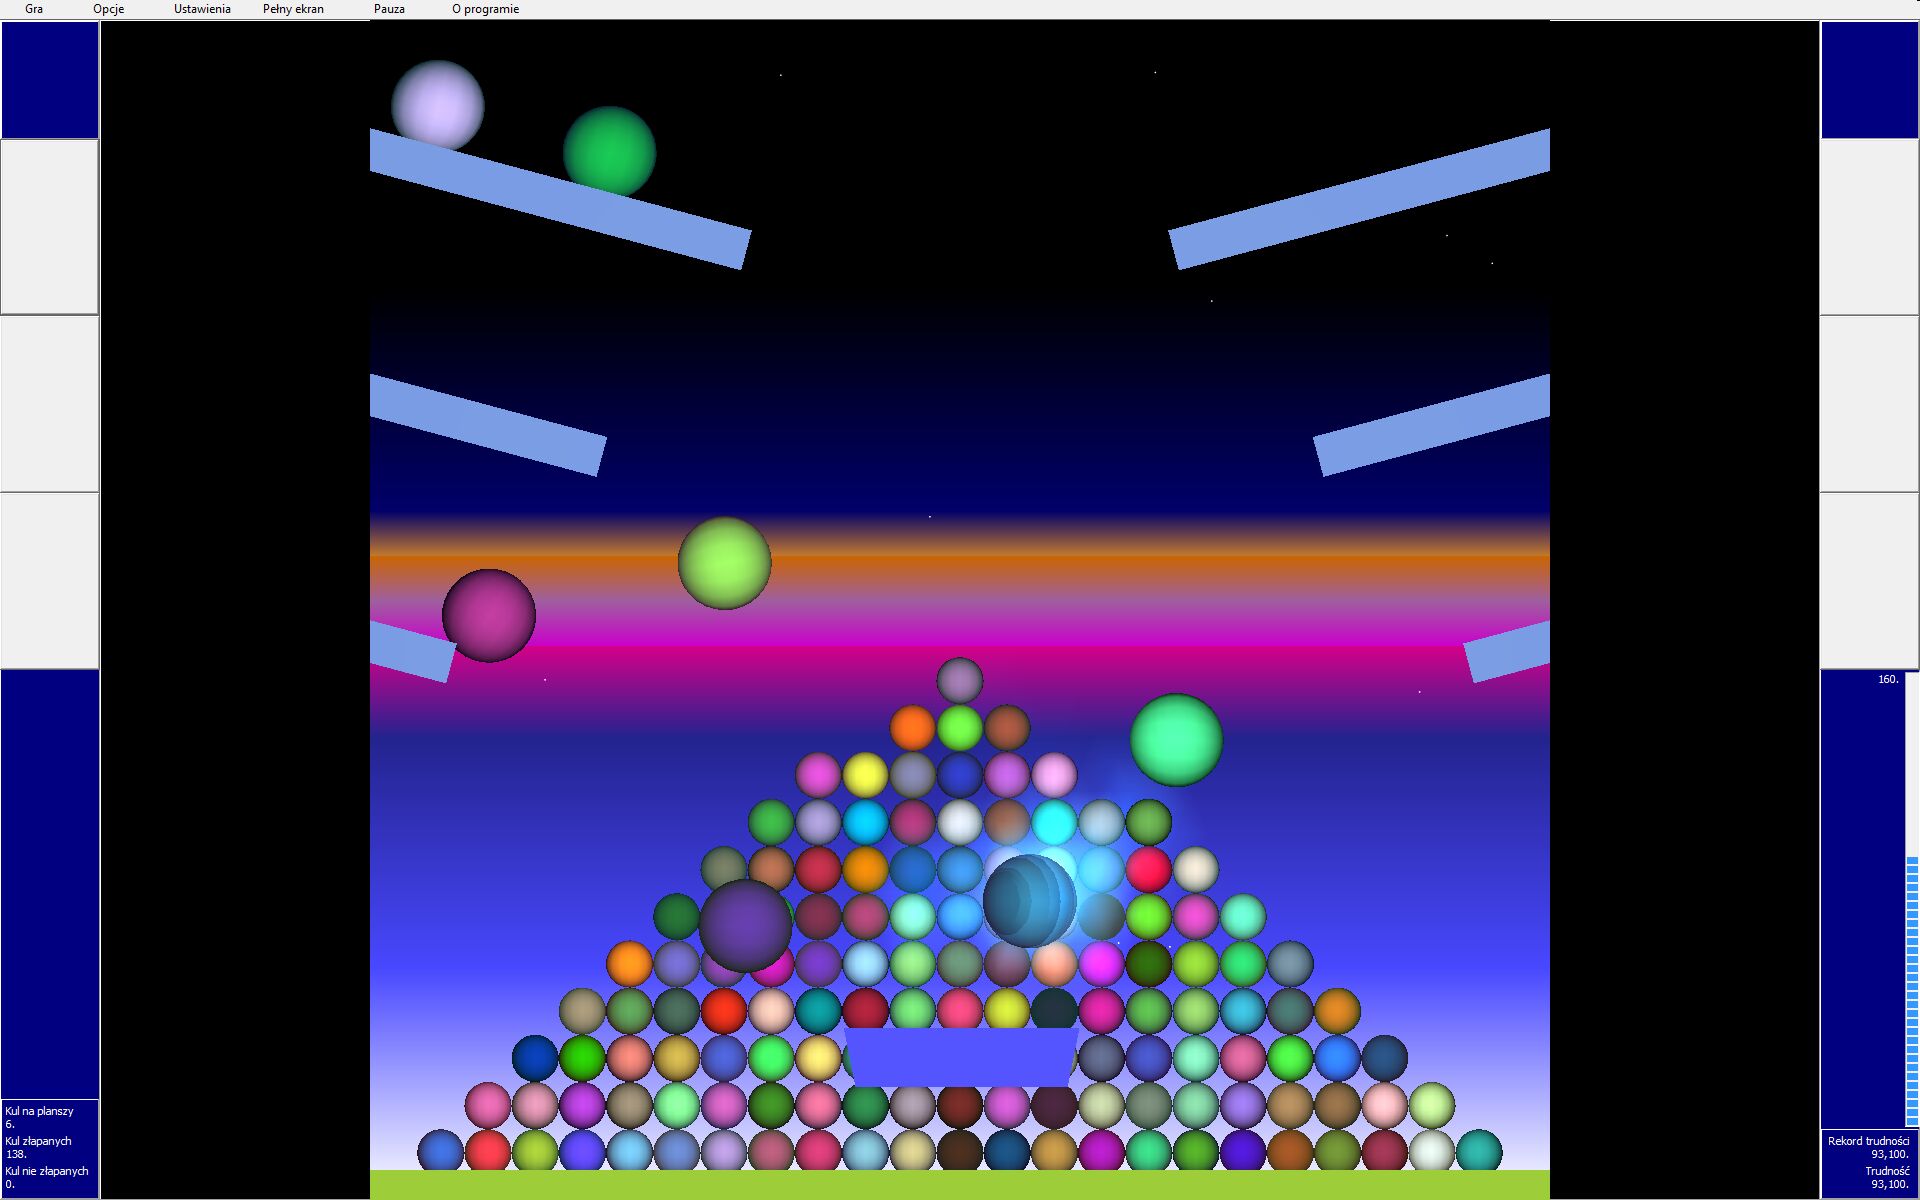 Gra Opcje Ustawienia Pełny ekran Pauza O programie
160.
Kul na planszy
6.
Kul złapanych
138.
Kul nie złapanych
0.
Rekord trudności
93,100.
Trudność
93,100.